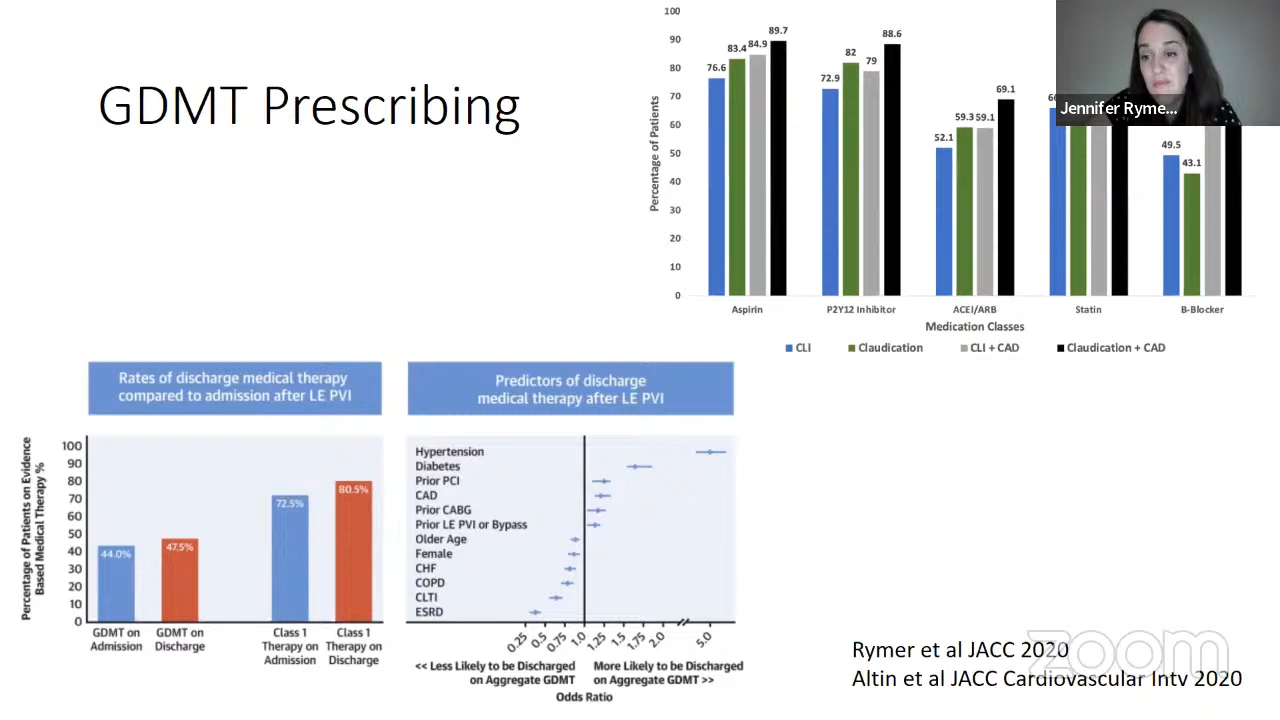 GDMT Prescribing
Percentage of Patients
100
90
80
70
60
50
40
30
20
10
0
76.6
83.4
84.9
89.7
72.9
82
79
88.6
52.1
59.3
59.1
69.1
49.5
43.1
Aspirin
P2Y12 Inhibitor
ACEI/ARB
Statin
B-Blocker
Medication Classes
CLI
Claudication
CLI + CAD
Claudication + CAD
Jennifer Ryme...
Rates of discharge medical therapy
compared to admission after LE PVI
Percentage of Patients on Evidence
Based Medical Therapy %
100
90
80
70
60
50
40
30
20
10
0
44.0%
47.5%
72.5%
80.5%
GDMT on
Admission
GDMT on
Discharge
Class 1
Therapy on
Admission
Class 1
Therapy on
Discharge
Predictors of discharge
medical therapy after LE PVI
Hypertension
Diabetes
Prior PCI
CAD
Prior CABG
Prior LE PVI or Bypass
Older Age
Female
CHF
COPD
CLTI
ESRD
0.25
0.5
0.75
1.0
1.25
1.5
1.75
2.0
5.0
<< Less Likely to be Discharged
on Aggregate GDMT
More Likely to be Discharged
on Aggregate GDMT >>
Odds Ratio
Rymer et al JACC 2020
Altin et al JACC Cardiovascular Intv 2020
zoom